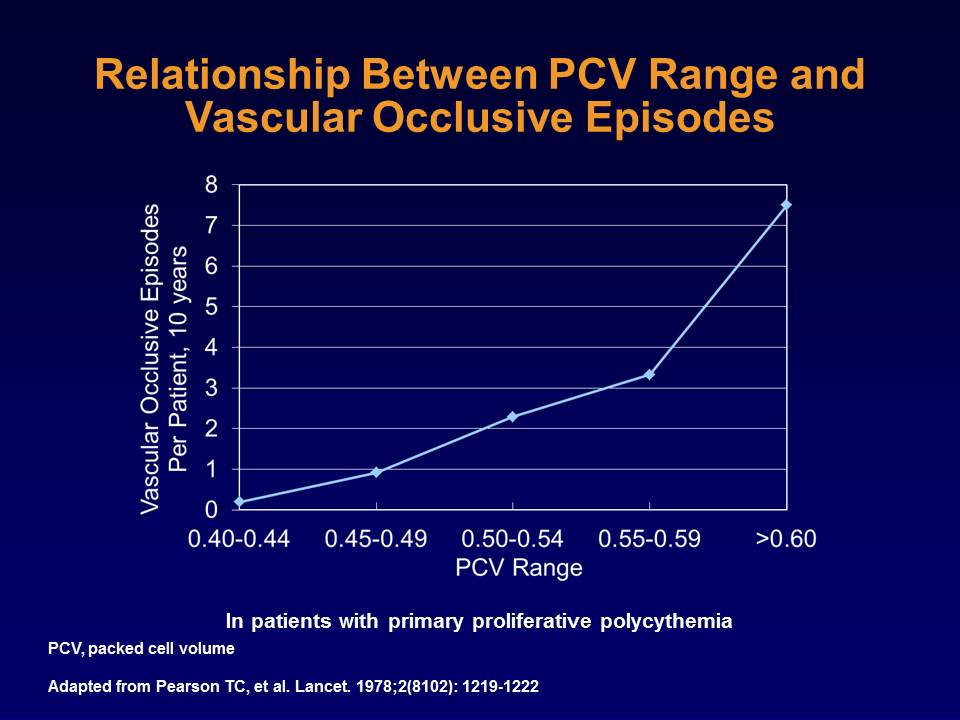 Relationship Between PCV Range and
Vascular Occlusive Episodes
Vascular Occlusive Episodes
Per Patient, 10 years
8
7
6
5
4
3
2
1
0
0.40-0.44 0.45-0.49 0.50-0.54 0.55-0.59 >0.60
PCV Range
In patients with primary proliferative polycythemia
PCV, packed cell volume
Adapted from Pearson TC, et al. Lancet. 1978;2(8102): 1219-1222